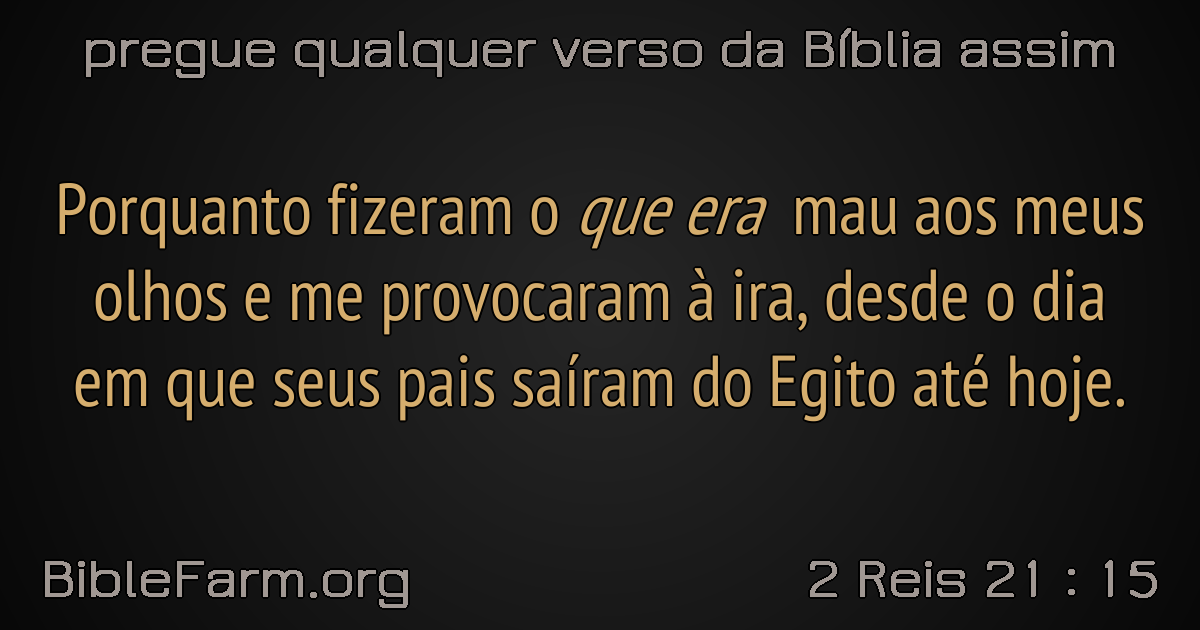 pregue qualquer verso da Bíblia assim
Porquanto fizeram o que era mau aos meus
olhos e me provocaram à ira, desde o dia
em que seus pais saíram do Egito até hoje.
BibleFarm.org
2 Reis 21 : 15